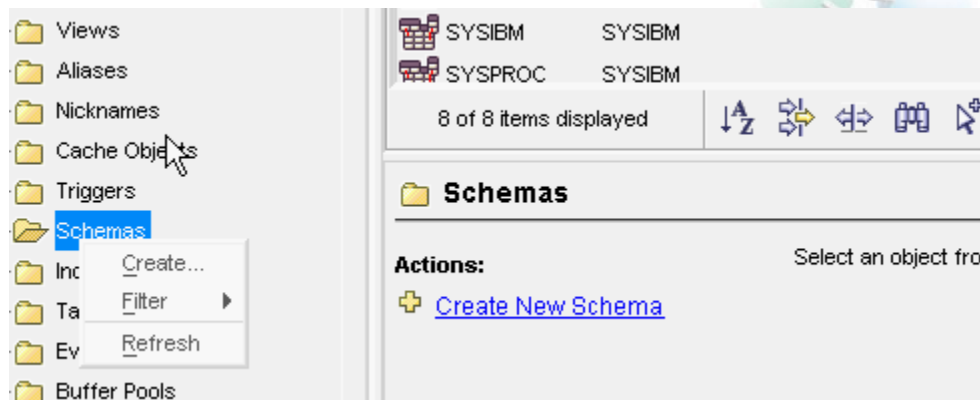 Views
Aliases
Nicknames
Cache Objects
Triggers
Schemas
Create...
Filter
Refresh
Buffer Pools
SYSIBM SYSIBM
SYSPROC SYSIBM
8 of 8 items displayed
Schemas
Actions:
Select an object
Create New Schema